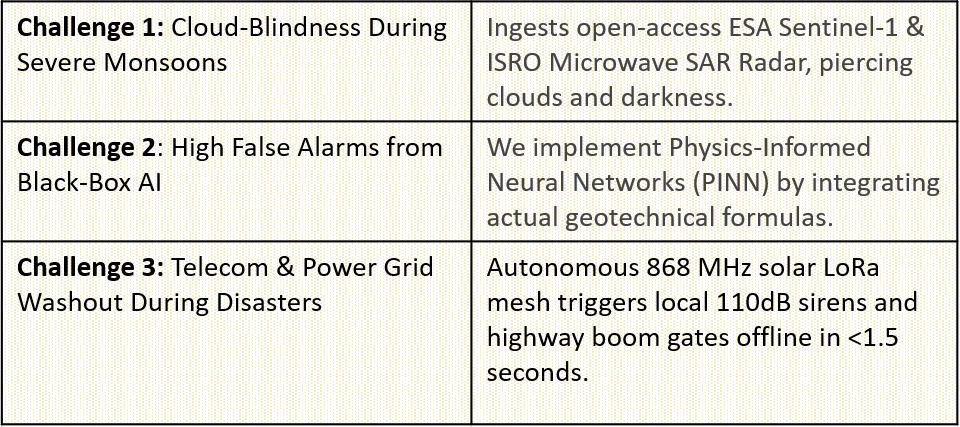 Challenge 1: Cloud-Blindness During
Severe Monsoons
Ingests open-access ESA Sentinel-1 &
ISRO Microwave SAR Radar, piercing
clouds and darkness.
Challenge 2: High False Alarms from
Black-Box AI
We implement Physics-Informed
Neural Networks (PINN) by integrating
actual geotechnical formulas.
Challenge 3: Telecom & Power Grid
Washout During Disasters
Autonomous 868 MHz solar LoRa
mesh triggers local 110dB sirens and
highway boom gates offline in <1.5
seconds.